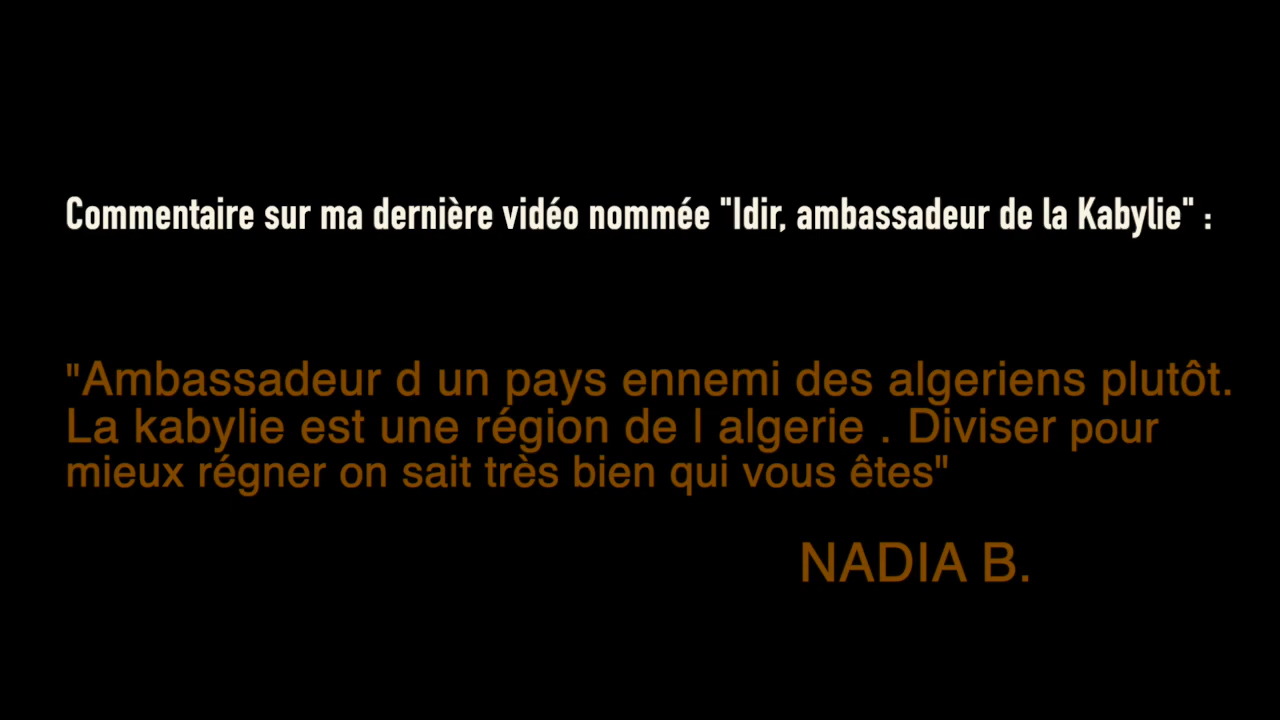 Commentaire sur ma dernière vidéo nommée "Idir, ambassadeur de la Kabylie" :
"Ambassadeur d un pays ennemi des algeriens plutôt.
La kabylie est une région de l algerie . Diviser pour
mieux régner on sait très bien qui vous êtes"
NADIA B.